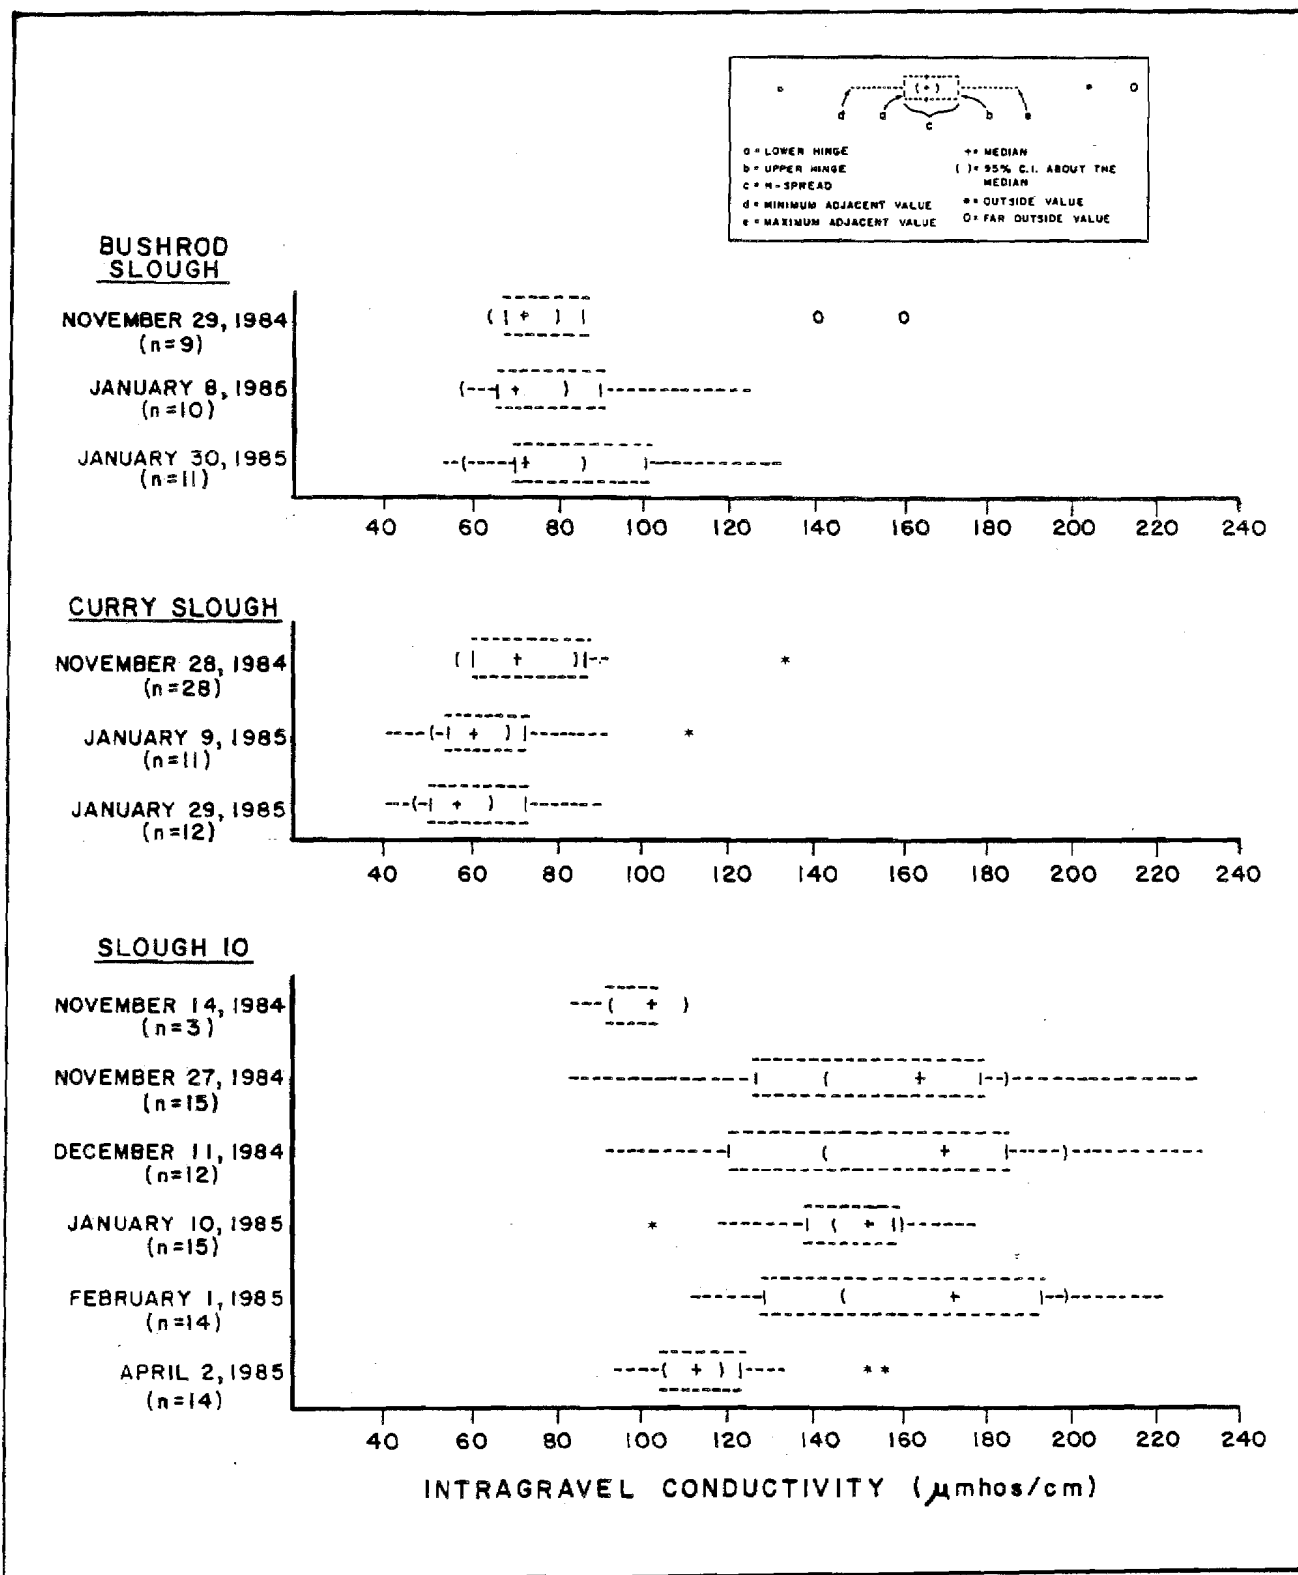 d a c b e
a = LOWER HINGE
b = UPPER HINGE
c = H-SPREAD
d = MINIMUM ADJACENT VALUE
e = MAXIMUM ADJACENT VALUE
+ = MEDIAN
( ) = 95% C.I. ABOUT THE
MEDIAN
* = OUTSIDE VALUE
O = FAR OUTSIDE VALUE
BUSHROD
SLOUGH
NOVEMBER 29, 1984
(n=9)
JANUARY 8, 1985
(n=10)
JANUARY 30, 1985
(n=11)
40 60 80 100 120 140 160 180 200 220 240
CURRY SLOUGH
NOVEMBER 28, 1984
(n=28)
JANUARY 9, 1985
(n=11)
JANUARY 29, 1985
(n=12)
40 60 80 100 120 140 160 180 200 220 240
SLOUGH 10
NOVEMBER 14, 1984
(n=3)
NOVEMBER 27, 1984
(n=15)
DECEMBER 11, 1984
(n=12)
JANUARY 10, 1985
(n=15)
FEBRUARY 1, 1985
(n=14)
APRIL 2, 1985
(n=14)
40 60 80 100 120 140 160 180 200 220 240
INTRAGRAVEL CONDUCTIVITY (μmhos/cm)